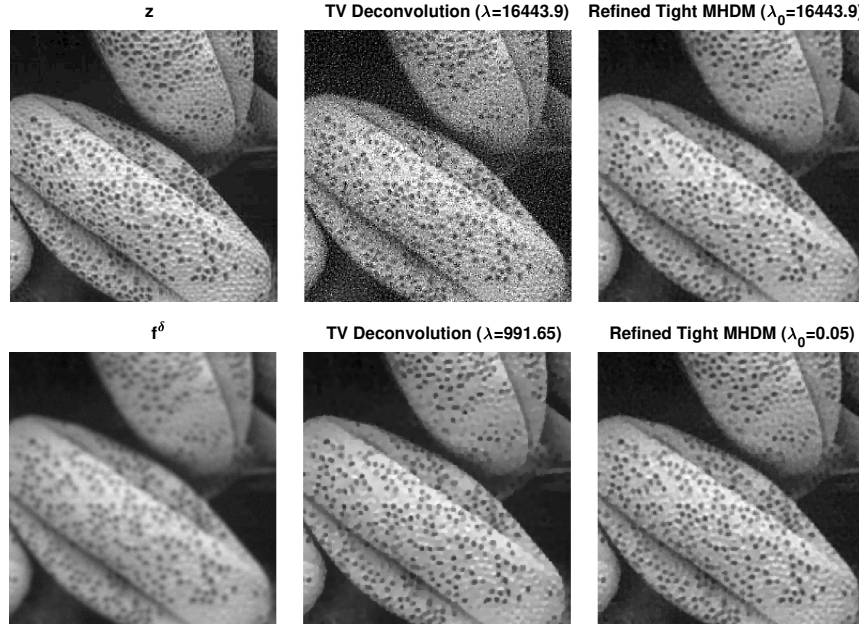 z
TV Deconvolution (λ=16443.9)
Refined Tight MHDM (λ₀=16443.9)
f^δ
TV Deconvolution (λ=991.65)
Refined Tight MHDM (λ₀=0.05)